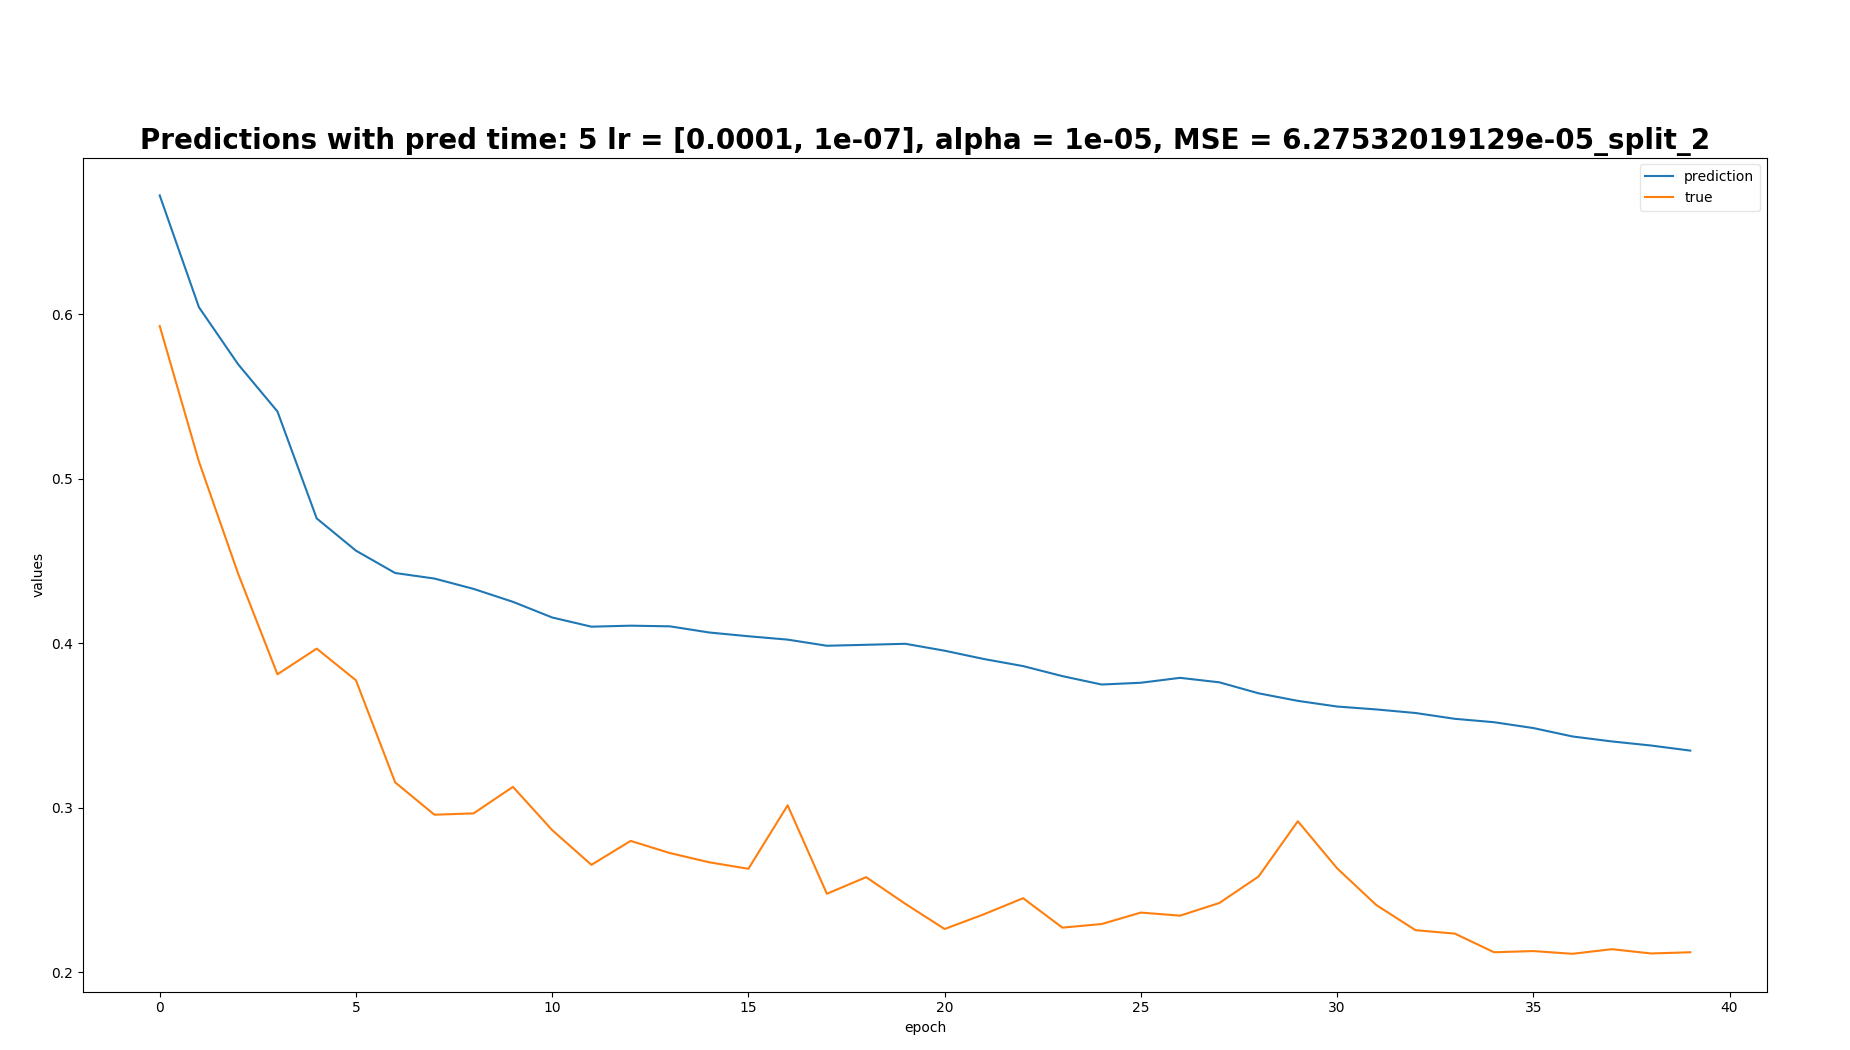 Predictions with pred time: 5 lr = [0.0001, 1e-07], alpha = 1e-05, MSE = 6.27532019129e-05_split_2
prediction
true
values
0.6
0.5
0.4
0.3
0.2
0 5 10 15 20 25 30 35 40
epoch